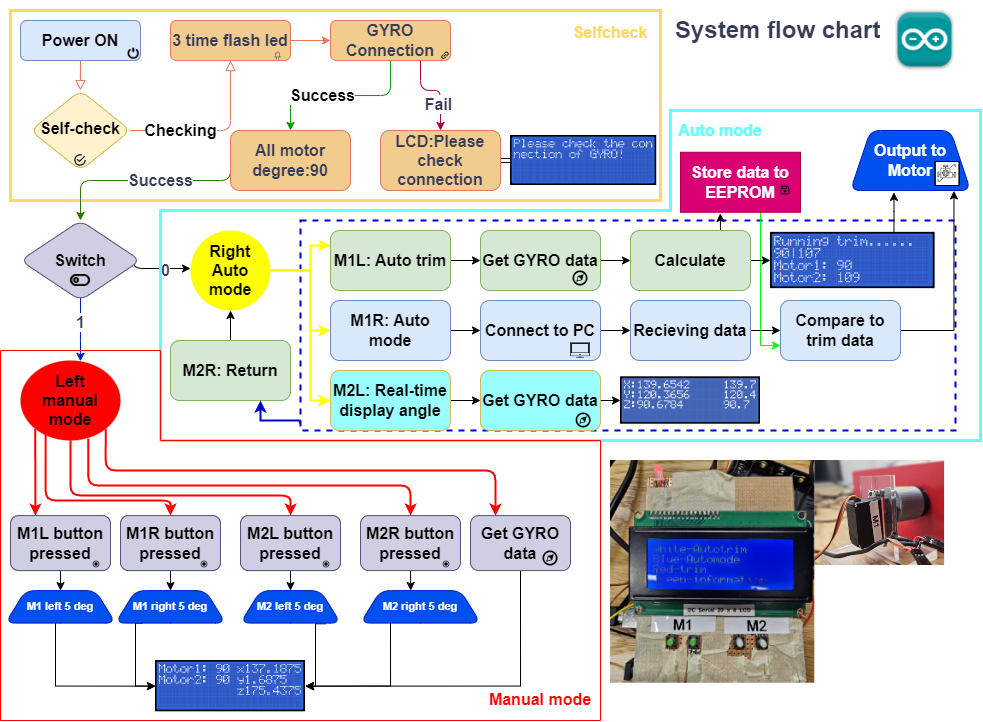 System flow chart
Selfcheck
Power ON
3 time flash led
GYRO
Connection
Self-check
Checking
Success
Fail
All motor
degree:90
LCD:Please
check
connection
Please check the con
nection of GYRO!
Success
Auto mode
Switch
0
1
Right
Auto
mode
M1L: Auto trim
Get GYRO data
Calculate
Store data to
EEPROM
Output to
Motor
Running trim......
90!107
Motor1: 90
Motor2: 109
M1R: Auto
mode
Connect to PC
Recieving data
Compare to
trim data
M2R: Return
M2L: Real-time
display angle
Get GYRO data
X:139.6542 139.7
Y:120.3656 120.4
Z:90.6784 90.7
Left
manual
mode
M1L button
pressed
M1R button
pressed
M2L button
pressed
M2R button
pressed
Get GYRO
data
M1 left 5 deg
M1 right 5 deg
M2 left 5 deg
M2 right 5 deg
Motor1: 90 x137.1875
Motor2: 90 y1.6875
z175.4375
Manual mode
White-Autotrim
Blue-Automode
Red-trim
Green-information
M1
M2
M1